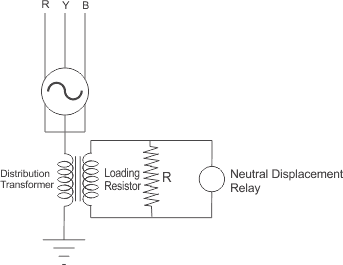 R Y B
Distribution
Transformer
Loading
Resistor
R
Neutral Displacement
Relay